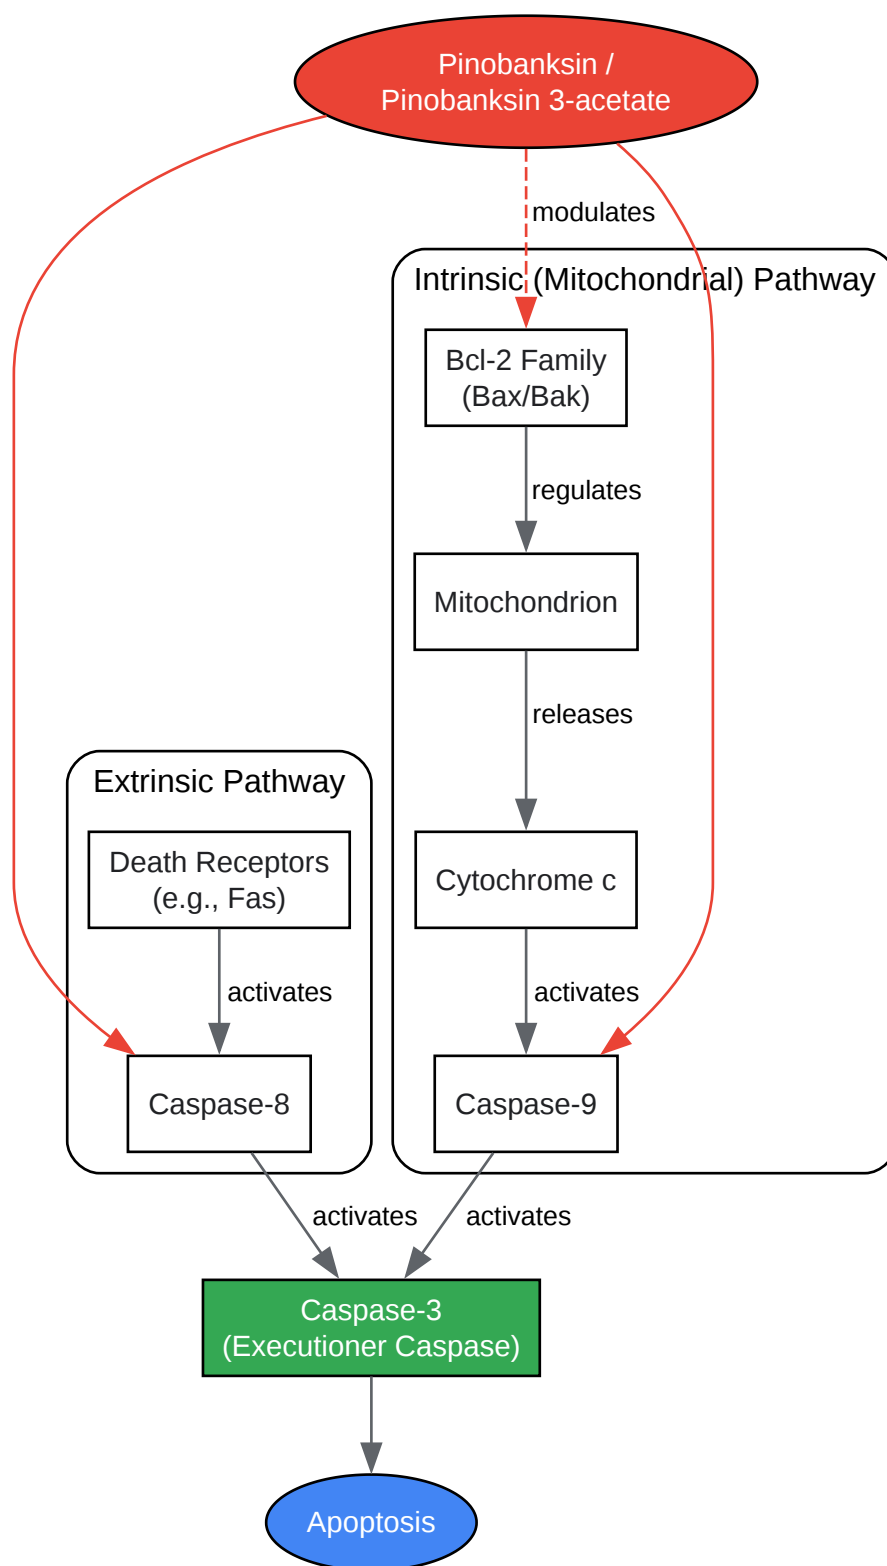 Pinobanksin /
Pinobanksin 3-acetate
modulates
Intrinsic (Mitochondrial) Pathway
Bcl-2 Family
(Bax/Bak)
regulates
Mitochondrion
releases
Extrinsic Pathway
Death Receptors
(e.g., Fas)
Cytochrome c
activates
activates
Caspase-8
Caspase-9
activates
activates
Caspase-3
(Executioner Caspase)
Apoptosis